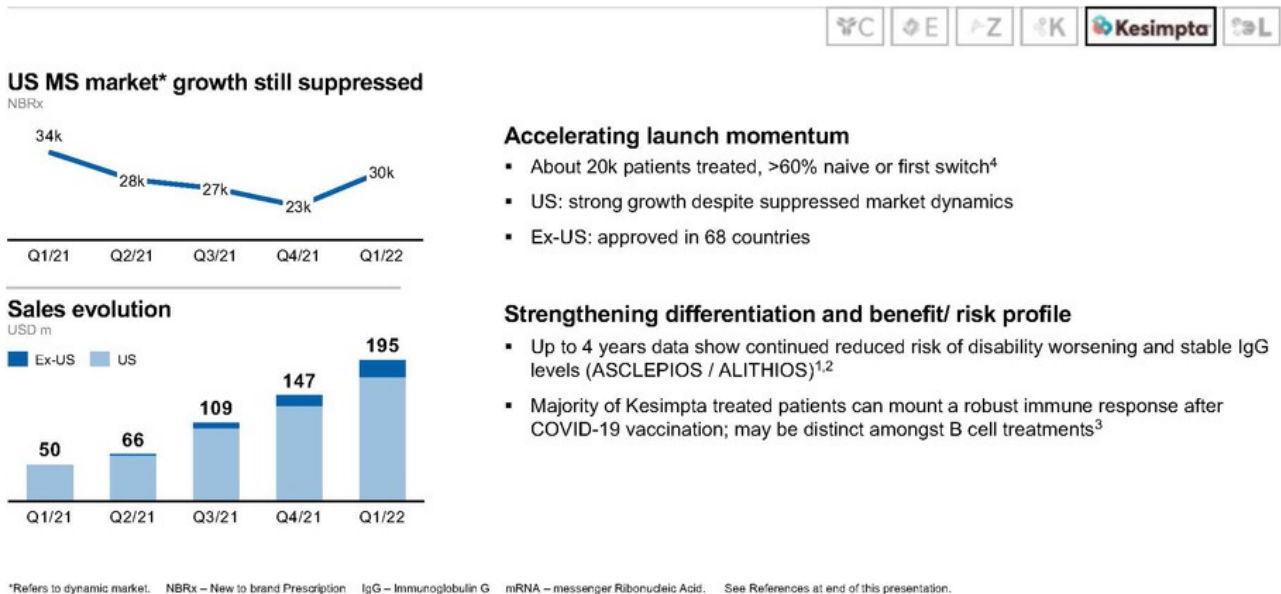 C
E
Z
K
Kesimpta
L
US MS market* growth still suppressed
NBRx
34k
28k
27k
23k
30k
Q1/21 Q2/21 Q3/21 Q4/21 Q1/22
Sales evolution
USD m
Ex-US US
50
66
109
147
195
Q1/21 Q2/21 Q3/21 Q4/21 Q1/22
Accelerating launch momentum
▪ About 20k patients treated, >60% naive or first switch⁴
▪ US: strong growth despite suppressed market dynamics
▪ Ex-US: approved in 68 countries
Strengthening differentiation and benefit/ risk profile
▪ Up to 4 years data show continued reduced risk of disability worsening and stable IgG
levels (ASCLEPIOS / ALITHIOS)¹,²
▪ Majority of Kesimpta treated patients can mount a robust immune response after
COVID-19 vaccination; may be distinct amongst B cell treatments³
*Refers to dynamic market. NBRx – New to brand Prescription IgG – Immunoglobulin G mRNA – messenger Ribonucleic Acid. See References at end of this presentation.